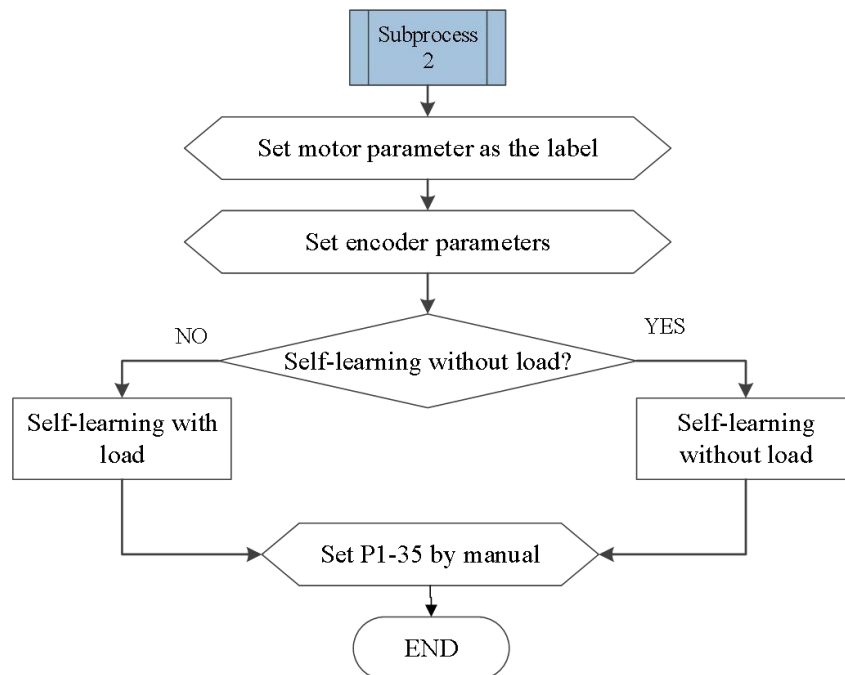 Subprocess
2
Set motor parameter as the label
Set encoder parameters
NO
YES
Self-learning without load?
Self-learning with
load
Self-learning
without load
Set P1-35 by manual
END